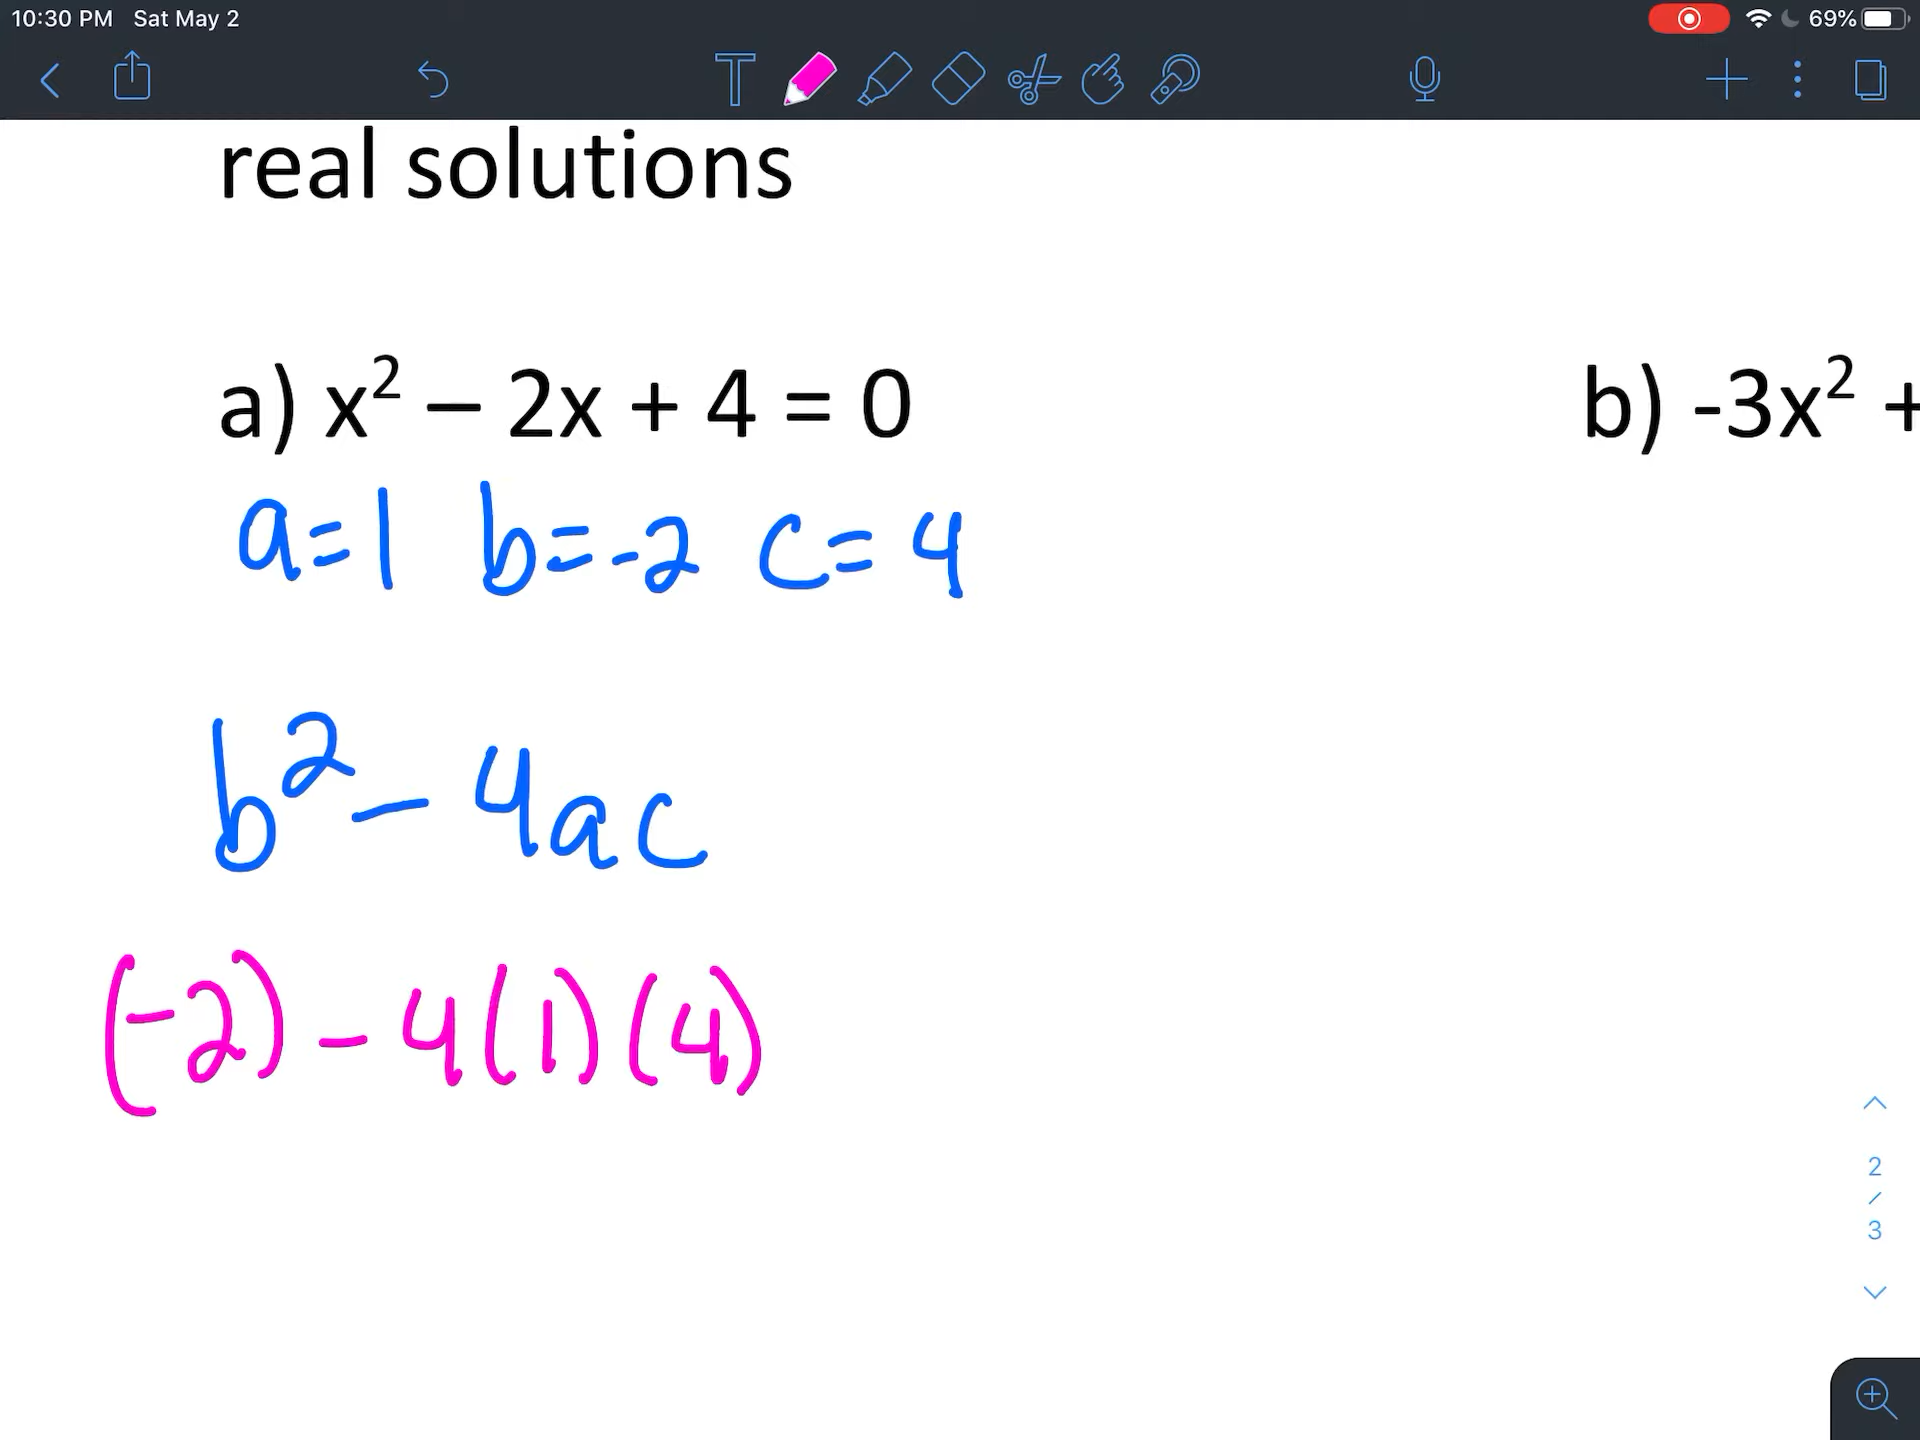 10:30 PM Sat May 2
69%
real solutions
a) x² – 2x + 4 = 0
b) -3x² +
a=1 b=-2 c=4
b²- 4ac
(-2) - 4(1)(4)
2
/
3